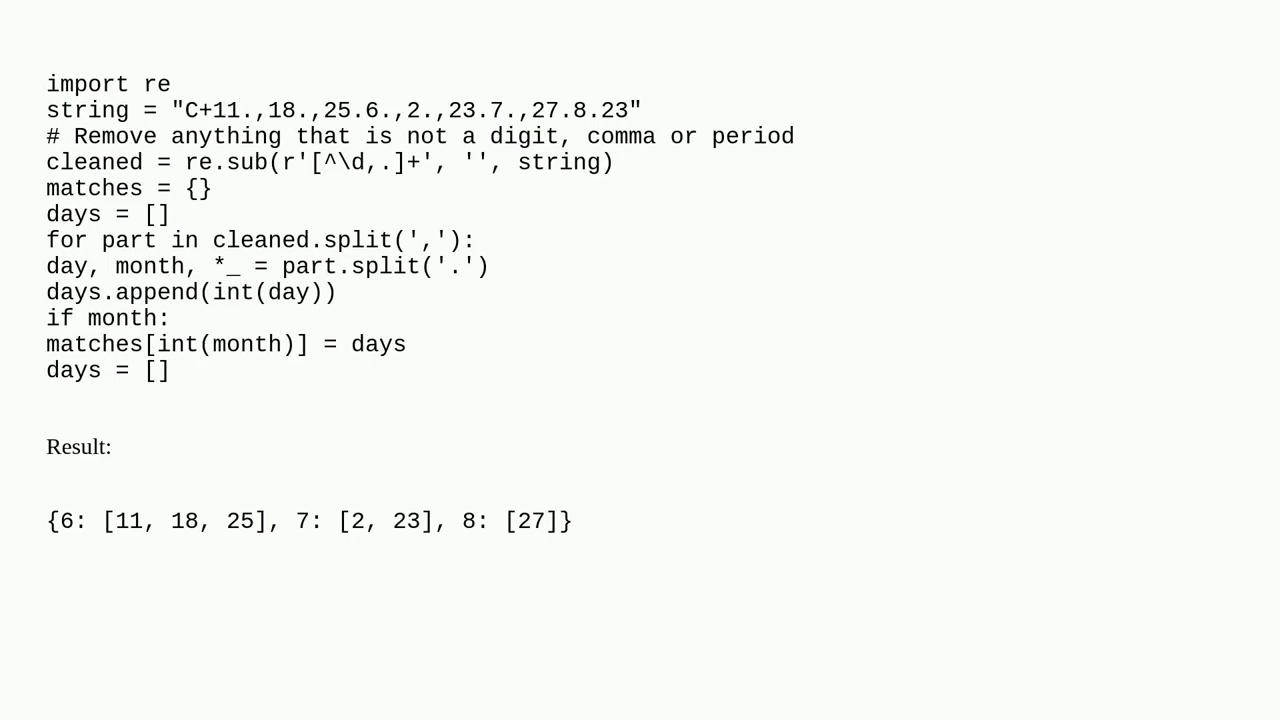 import re
string = "C+11.,18.,25.6.,2.,23.7.,27.8.23"
# Remove anything that is not a digit, comma or period
cleaned = re.sub(r'[^\d,.]+', '', string)
matches = {}
days = []
for part in cleaned.split(','):
day, month, *_ = part.split('.')
days.append(int(day))
if month:
matches[int(month)] = days
days = []
Result:
{6: [11, 18, 25], 7: [2, 23], 8: [27]}